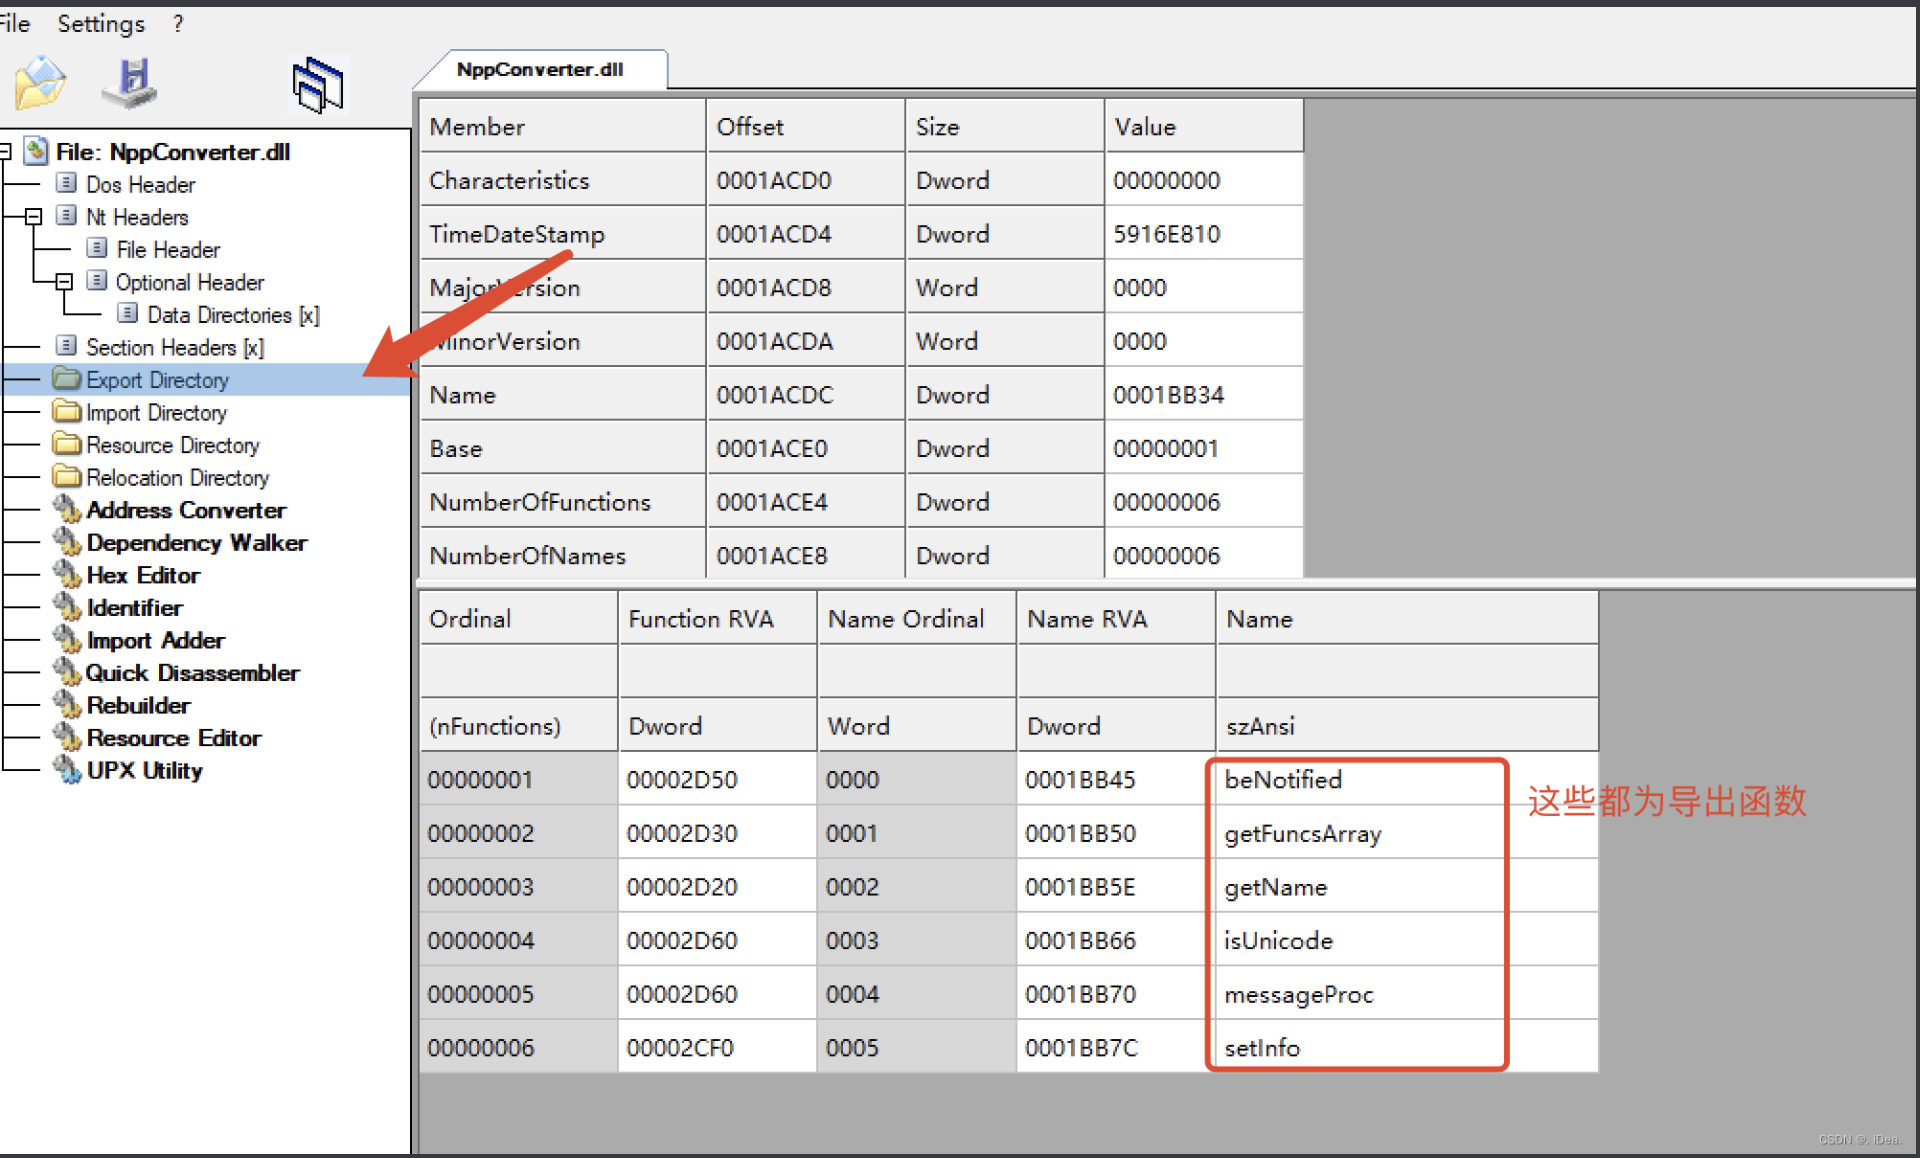 File Settings ?
NppConverter.dll
File: NppConverter.dll
Dos Header
Nt Headers
File Header
Optional Header
Data Directories [x]
Section Headers [x]
Export Directory
Import Directory
Resource Directory
Relocation Directory
Address Converter
Dependency Walker
Hex Editor
Identifier
Import Adder
Quick Disassembler
Rebuilder
Resource Editor
UPX Utility
Member Offset Size Value
Characteristics 0001ACD0 Dword 00000000
TimeDateStamp 0001ACD4 Dword 5916E810
MajorVersion 0001ACD8 Word 0000
MinorVersion 0001ACDA Word 0000
Name 0001ACDC Dword 0001BB34
Base 0001ACE0 Dword 00000001
NumberOfFunctions 0001ACE4 Dword 00000006
NumberOfNames 0001ACE8 Dword 00000006
Ordinal Function RVA Name Ordinal Name RVA Name
(nFunctions) Dword Word Dword szAnsi
00000001 00002D50 0000 0001BB45 beNotified
00000002 00002D30 0001 0001BB50 getFuncsArray
00000003 00002D20 0002 0001BB5E getName
00000004 00002D60 0003 0001BB66 isUnicode
00000005 00002D60 0004 0001BB70 messageProc
00000006 00002CF0 0005 0001BB7C setInfo
这些都为导出函数
CSDN @. iDea.